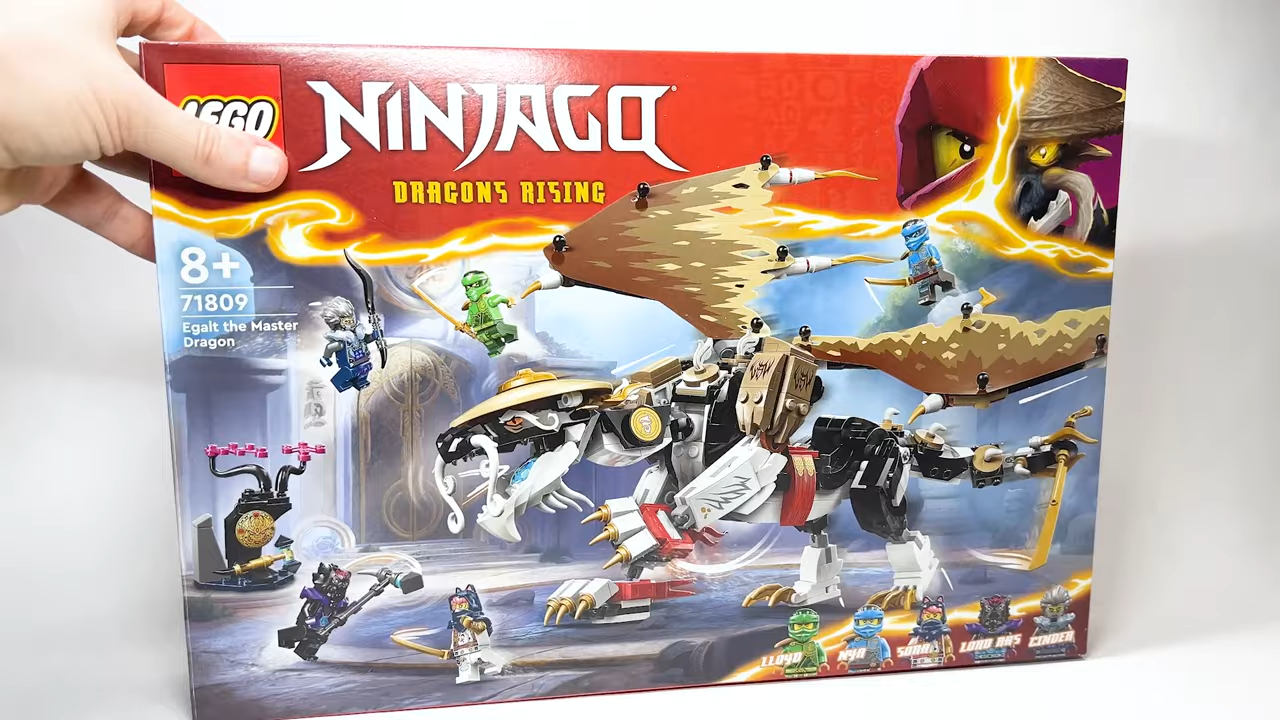 LEGO
NINJAGO
DRAGONS RISING
8+
71809
Egalt the Master
Dragon
LLOYD
NYA
SORA
LORD RAS
CINDER